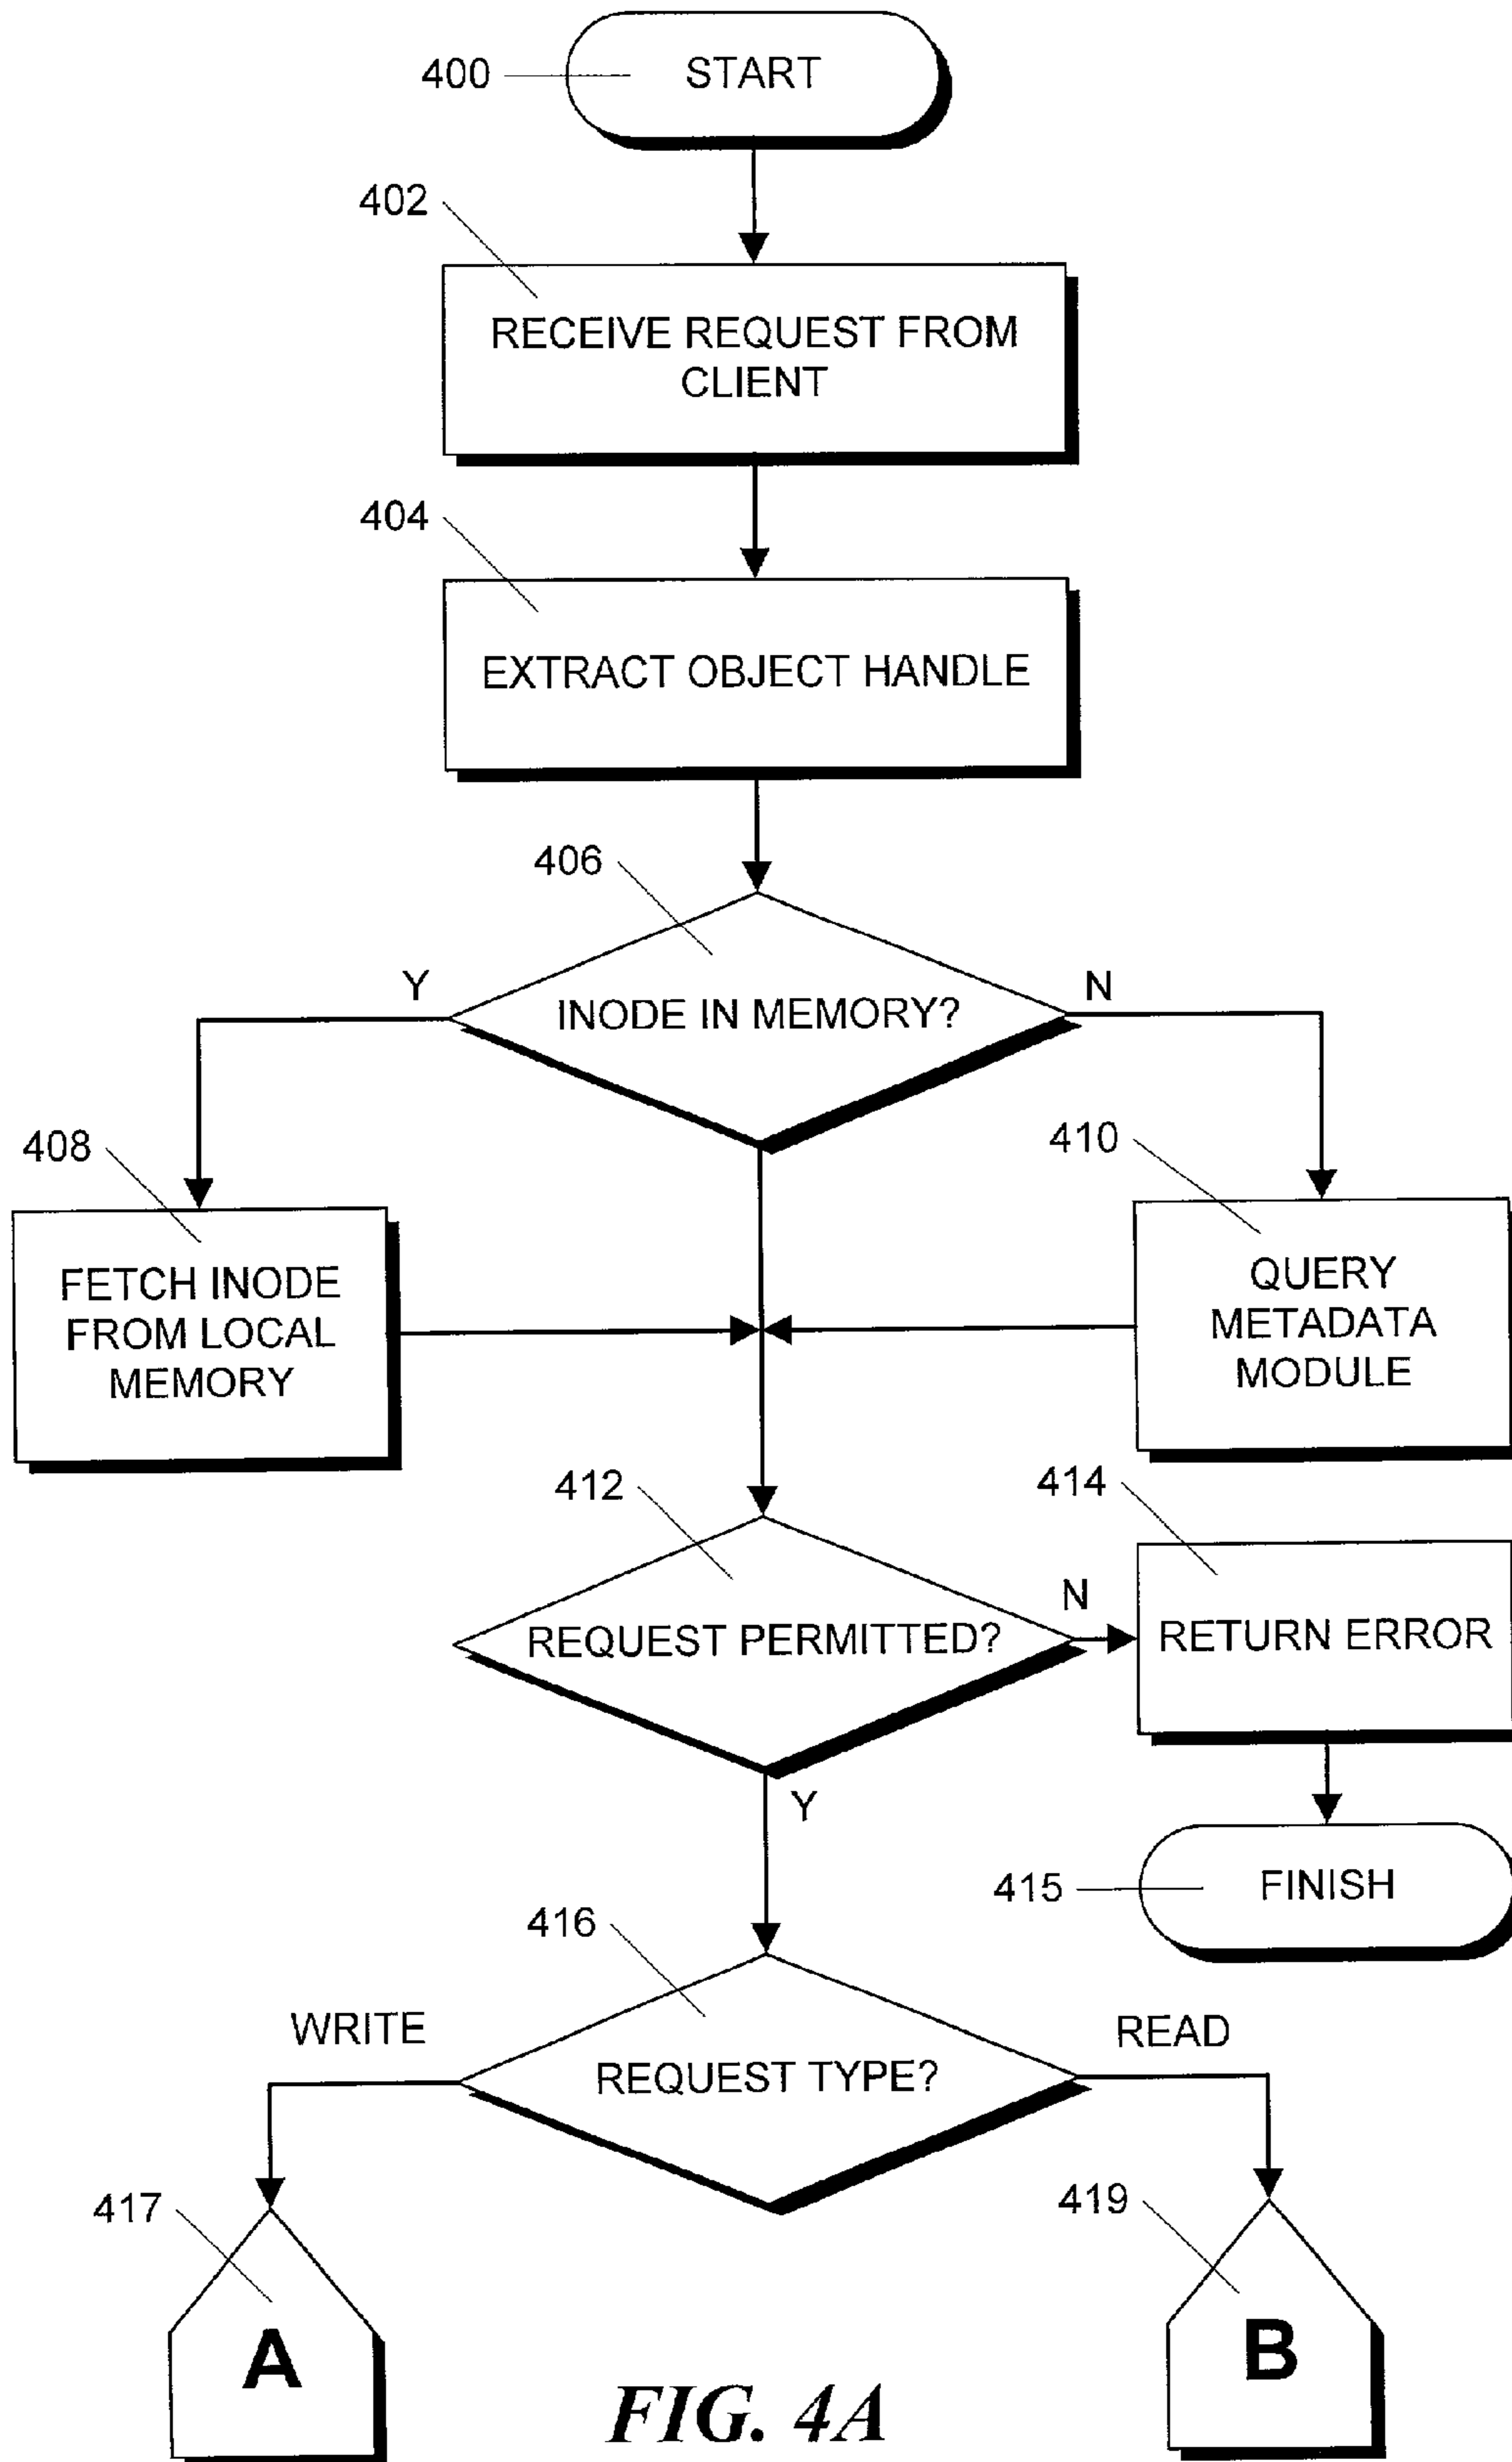 400
START
402
RECEIVE REQUEST FROM
CLIENT
404
EXTRACT OBJECT HANDLE
406
Y
INODE IN MEMORY?
N
408
FETCH INODE
FROM LOCAL
MEMORY
410
QUERY
METADATA
MODULE
412
REQUEST PERMITTED?
N
414
RETURN ERROR
Y
415
FINISH
416
WRITE
REQUEST TYPE?
READ
417
A
419
B
FIG. 4A